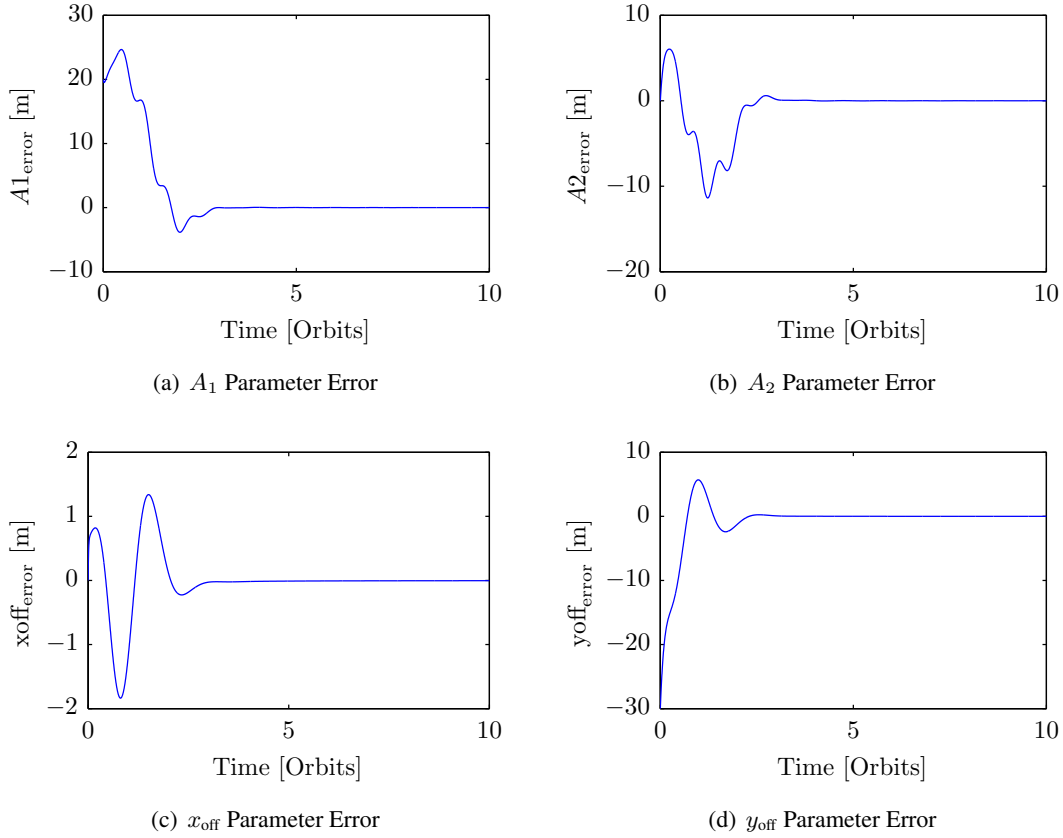 30
20
10
0
−10
A1error [m]
0
5
10
Time [Orbits]
(a) A1 Parameter Error
10
0
−10
−20
A2error [m]
0
5
10
Time [Orbits]
(b) A2 Parameter Error
2
1
0
−1
−2
xofferror [m]
0
5
10
Time [Orbits]
(c) xoff Parameter Error
10
0
−10
−20
−30
yofferror [m]
0
5
10
Time [Orbits]
(d) yoff Parameter Error